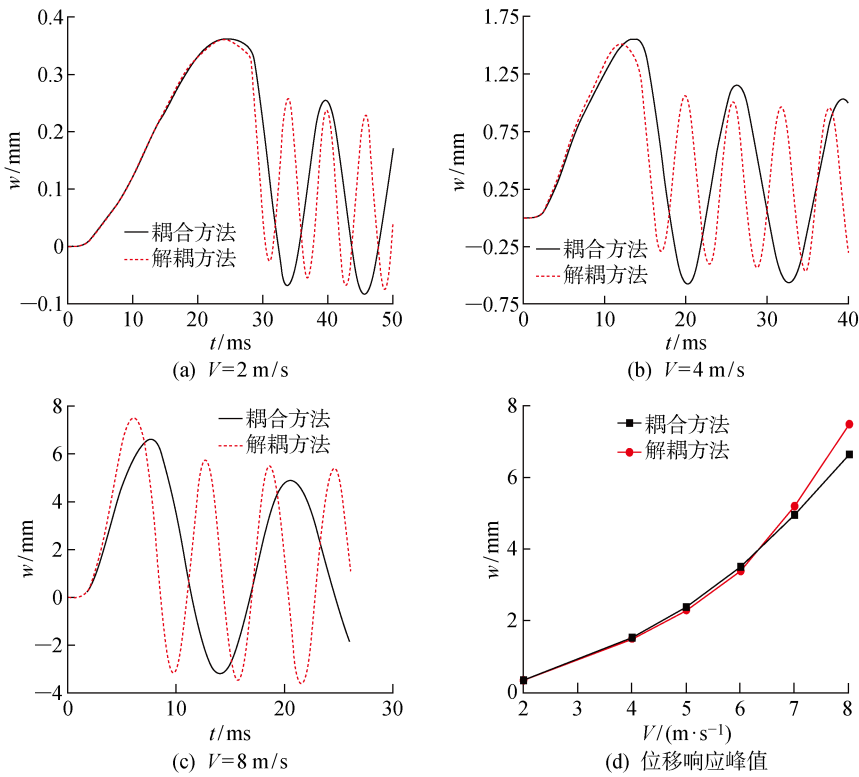 0.4
0.3
0.2
0.1
0
—0.1
w/mm
耦合方法
解耦方法
0 10 20 30 40 50
t/ms
(a) V=2 m/s
1.75
1.25
0.75
0.25
—0.25
—0.75
w/mm
耦合方法
解耦方法
0 10 20 30 40
t/ms
(b) V=4 m/s
8
6
4
2
0
—2
—4
w/mm
耦合方法
解耦方法
0 10 20 30
t/ms
(c) V=8 m/s
8
6
4
2
0
w/mm
耦合方法
解耦方法
2 3 4 5 6 7 8
V/(m·s⁻¹)
(d) 位移响应峰值